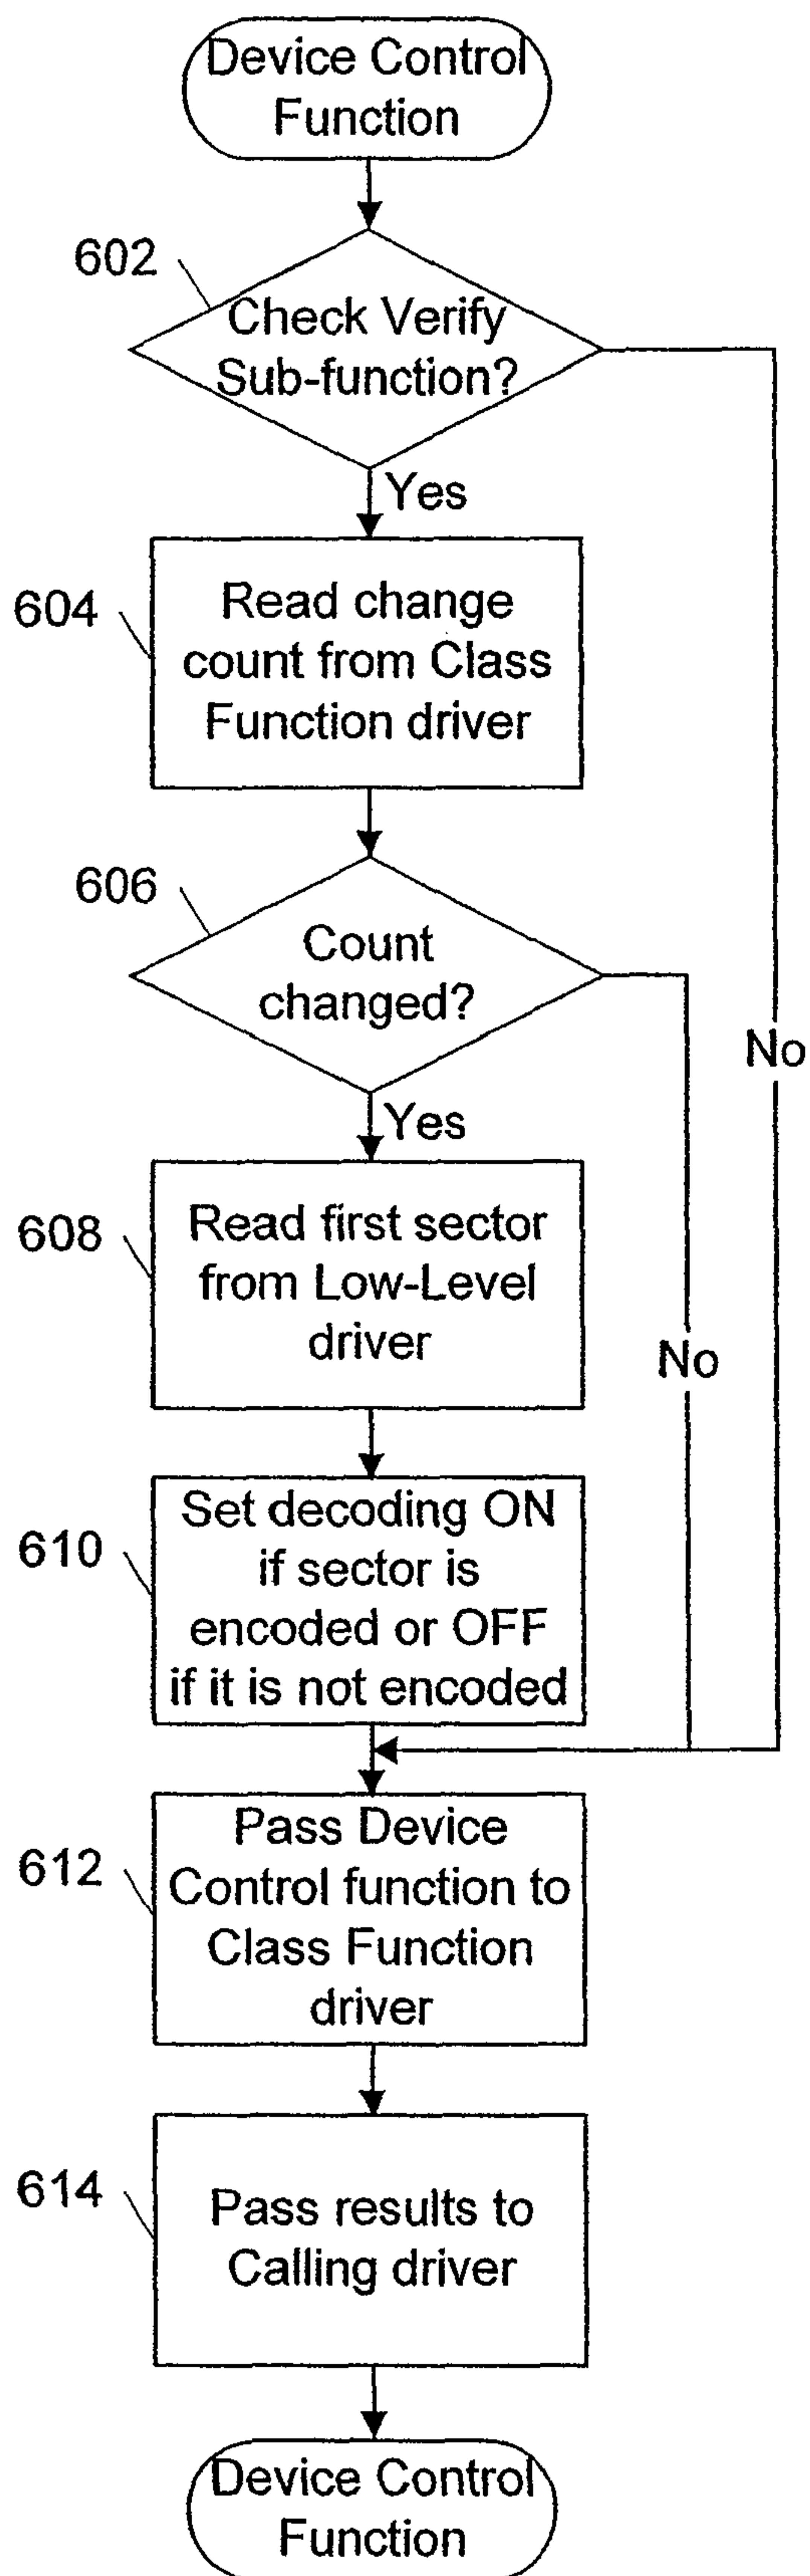 Device Control
Function
602
Check Verify
Sub-function?
Yes
604
Read change
count from Class
Function driver
606
Count
changed?
No
Yes
608
Read first sector
from Low-Level
driver
No
610
Set decoding ON
if sector is
encoded or OFF
if it is not encoded
612
Pass Device
Control function to
Class Function
driver
614
Pass results to
Calling driver
Device Control
Function